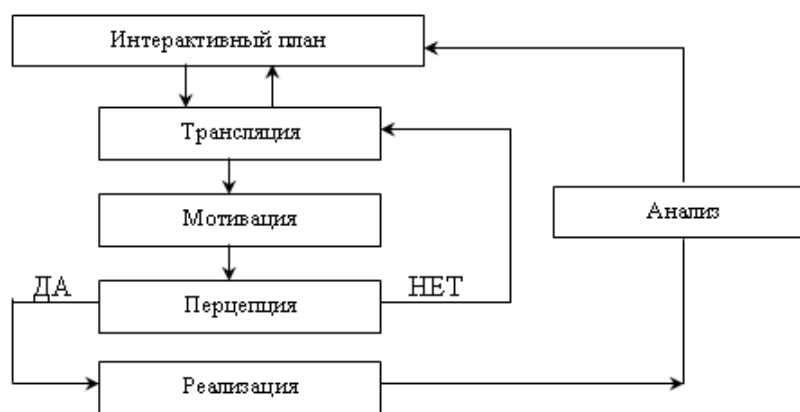 Интерактивный план
Трансляция
Мотивация
Анализ
ДА
Перцепция
НЕТ
Реализация